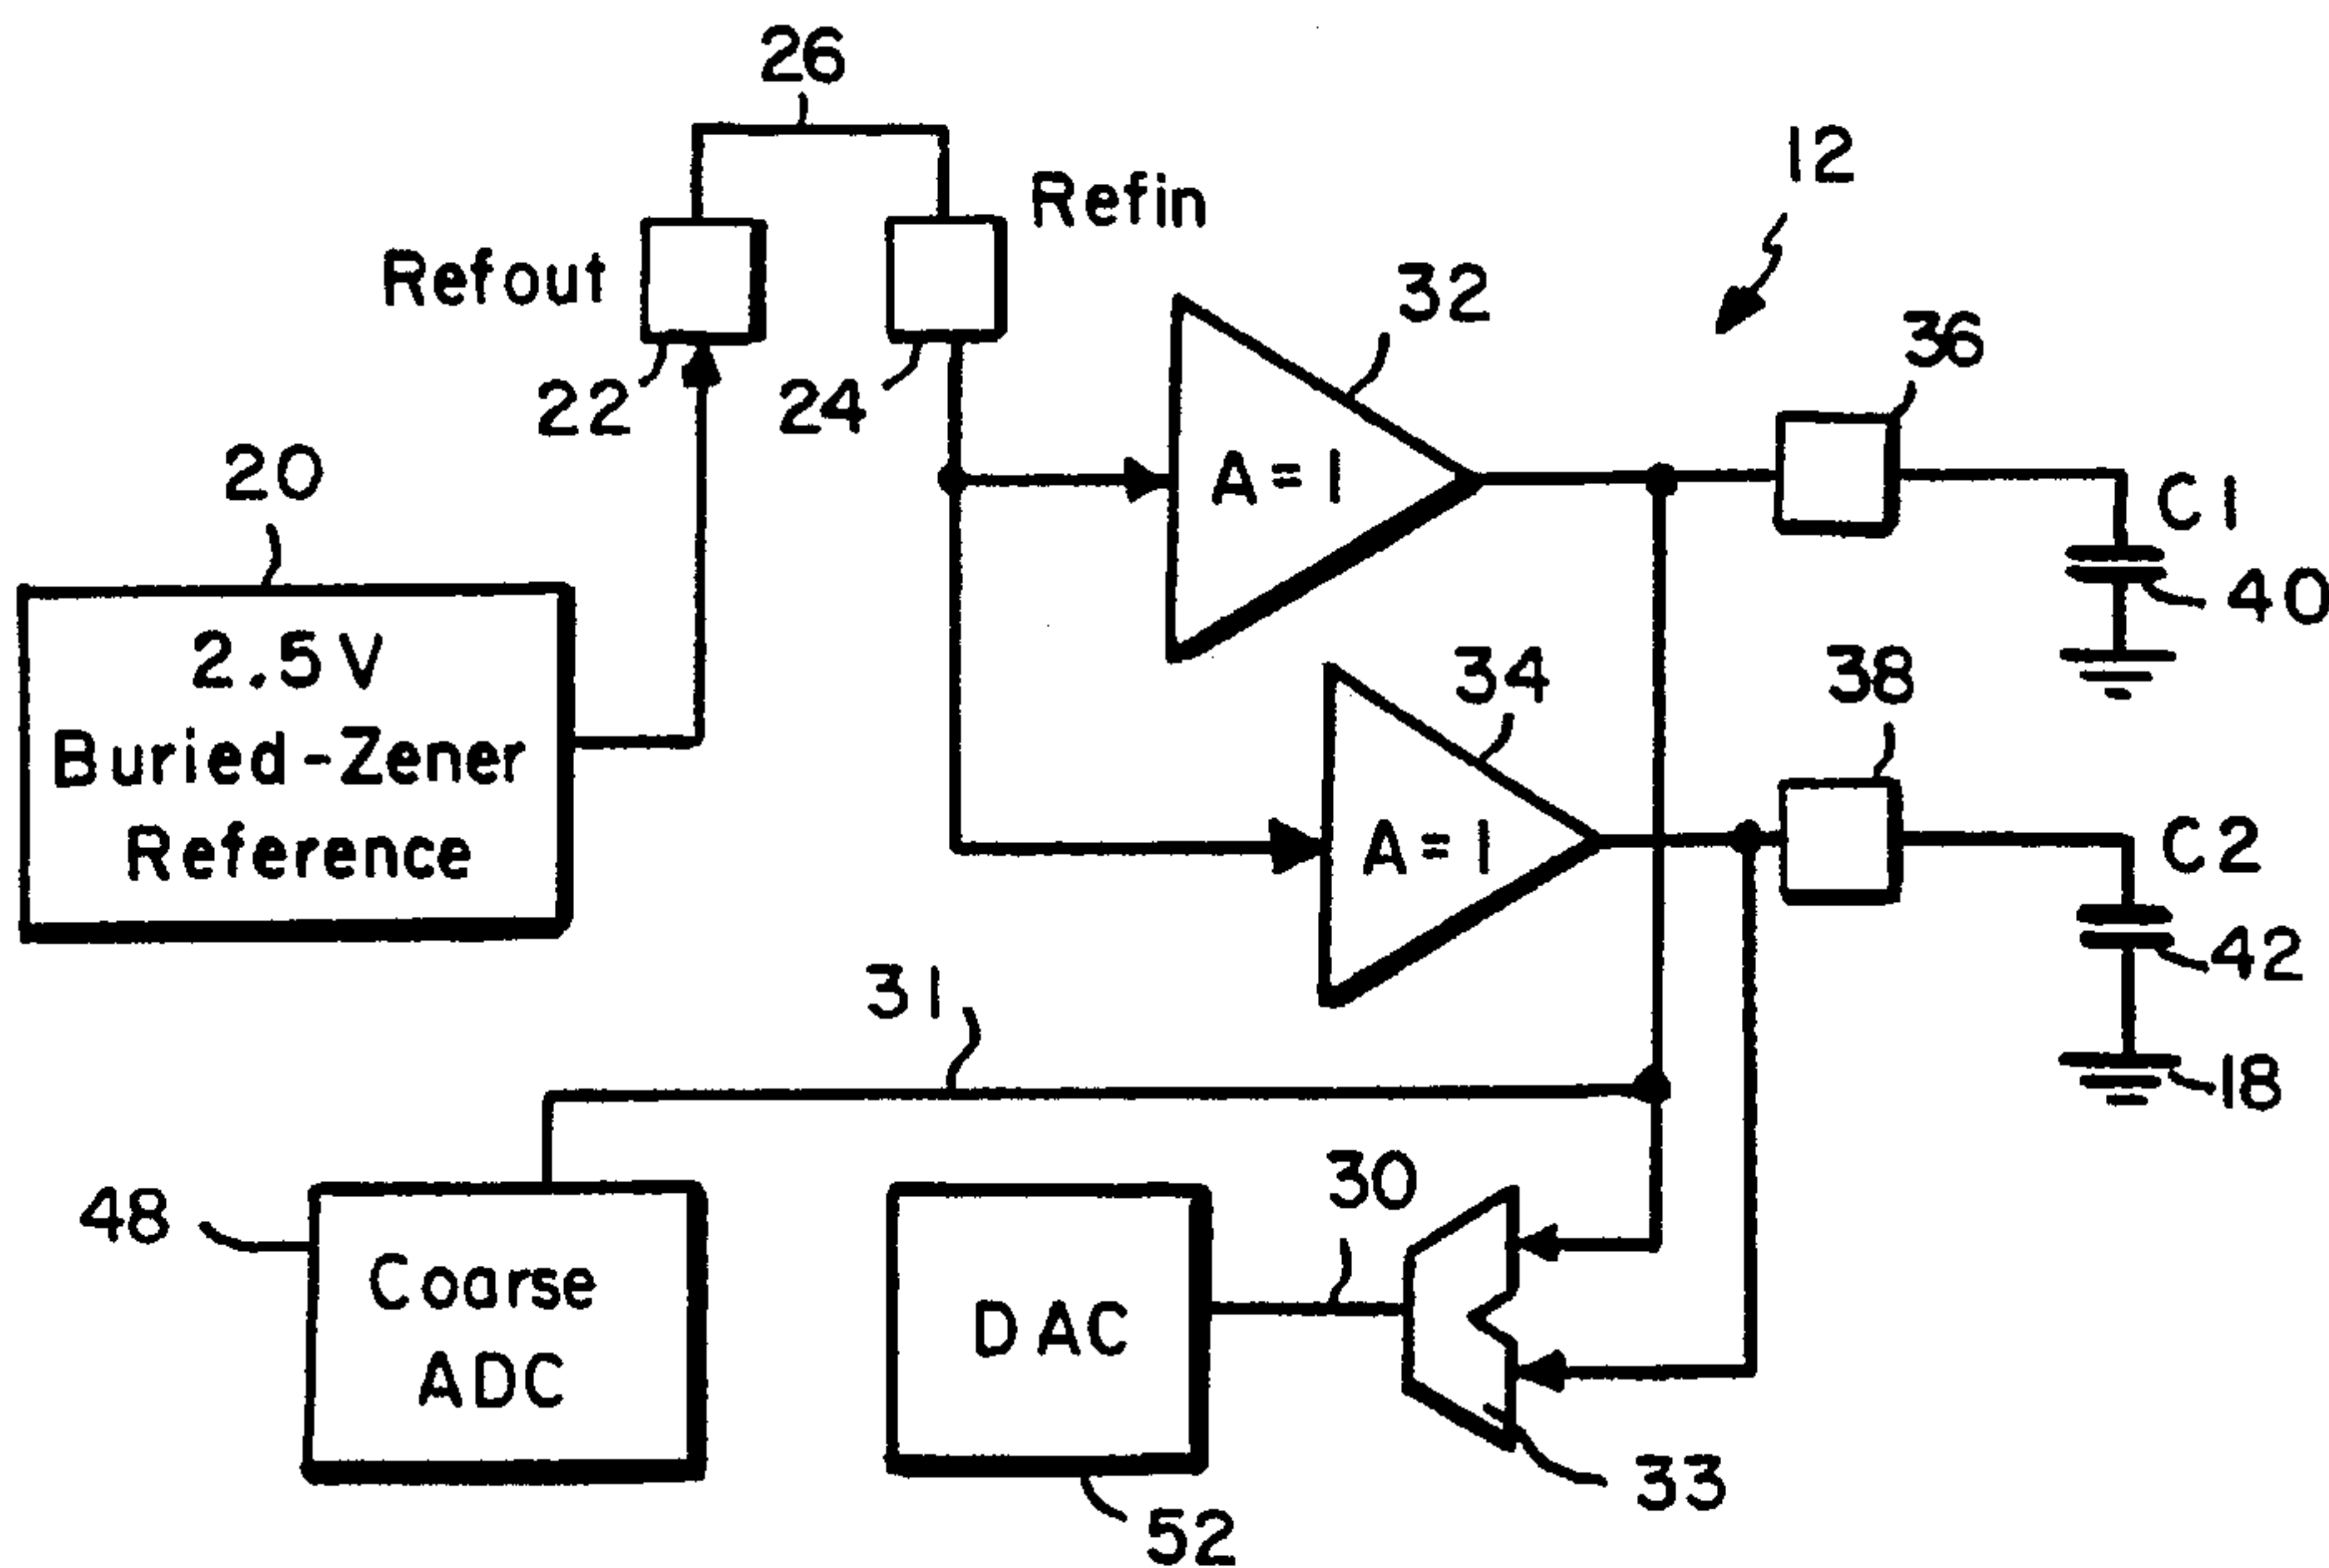 26
12
Refin
Refout
32
36
22
24
20
A=1
C1
40
2.5V
Buried-Zener
Reference
34
38
A=1
C2
42
31
18
30
48
Coarse
ADC
DAC
33
52